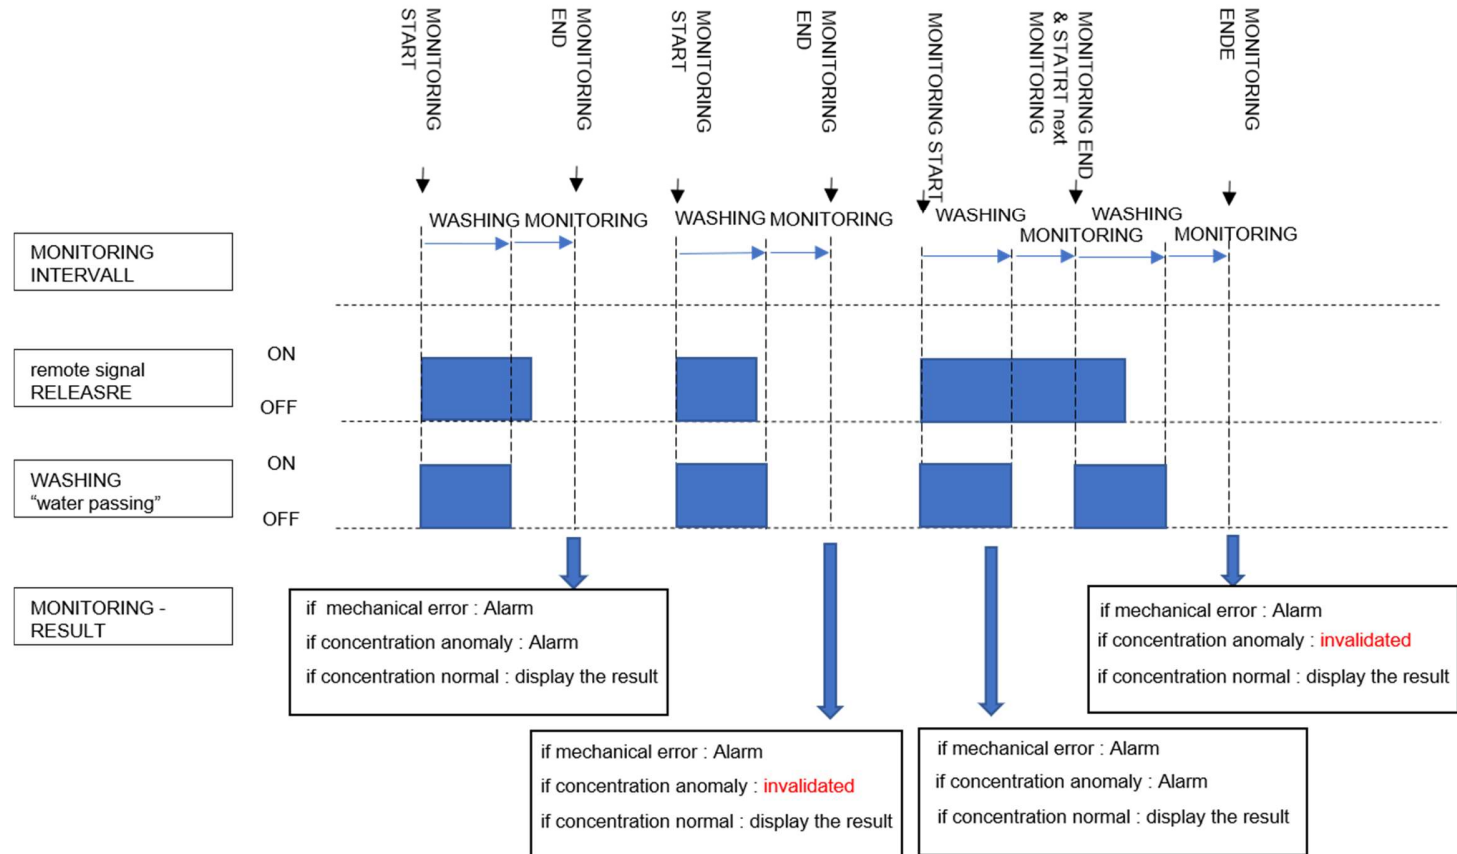 MONITORING
START
MONITORING
END
MONITORING
START
MONITORING
END
MONITORING START
MONITORING END
& STATRT next
MONITORING
MONITORING
ENDE
WASHING
MONITORING
WASHING
MONITORING
WASHING
MONITORING
WASHING
MONITORING
MONITORING
INTERVALL
remote signal
RELEASRE
ON
OFF
WASHING
“water passing”
ON
OFF
MONITORING -
RESULT
if mechanical error : Alarm
if concentration anomaly : Alarm
if concentration normal : display the result
if mechanical error : Alarm
if concentration anomaly : invalidated
if concentration normal : display the result
if mechanical error : Alarm
if concentration anomaly : Alarm
if concentration normal : display the result
if mechanical error : Alarm
if concentration anomaly : invalidated
if concentration normal : display the result